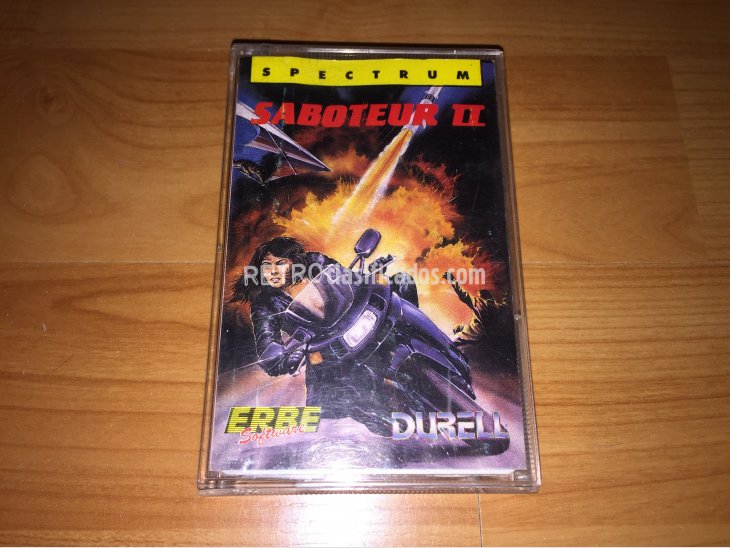 SPECTRUM
SABOTEUR II
RETROclasificados.com
ERBE
Software
DURELL